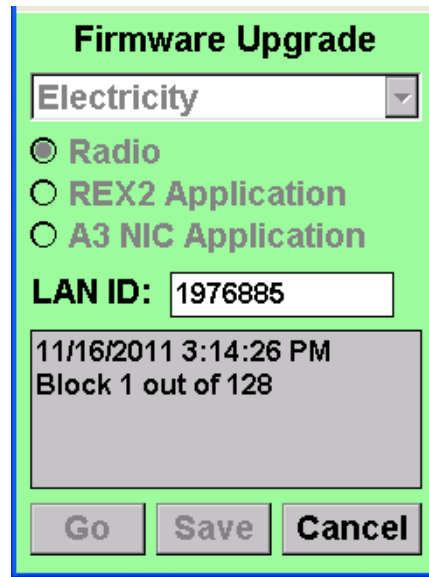 Firmware Upgrade
Electricity
Radio
REX2 Application
A3 NIC Application
LAN ID: 1976885
11/16/2011 3:14:26 PM
Block 1 out of 128
Go Save Cancel